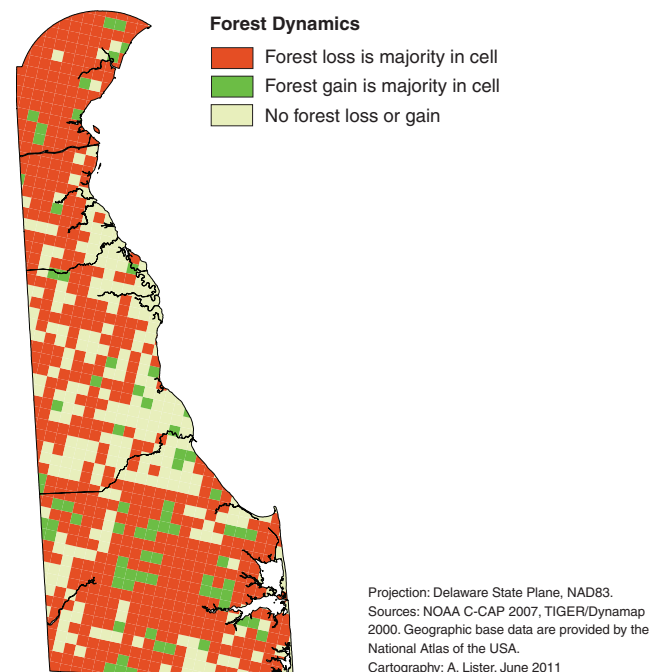 Forest Dynamics
Forest loss is majority in cell
Forest gain is majority in cell
No forest loss or gain
Projection: Delaware State Plane, NAD83.
Sources: NOAA C-CAP 2007, TIGER/Dynamap
2000. Geographic base data are provided by the
National Atlas of the USA.
Cartography: A. Lister, June 2011